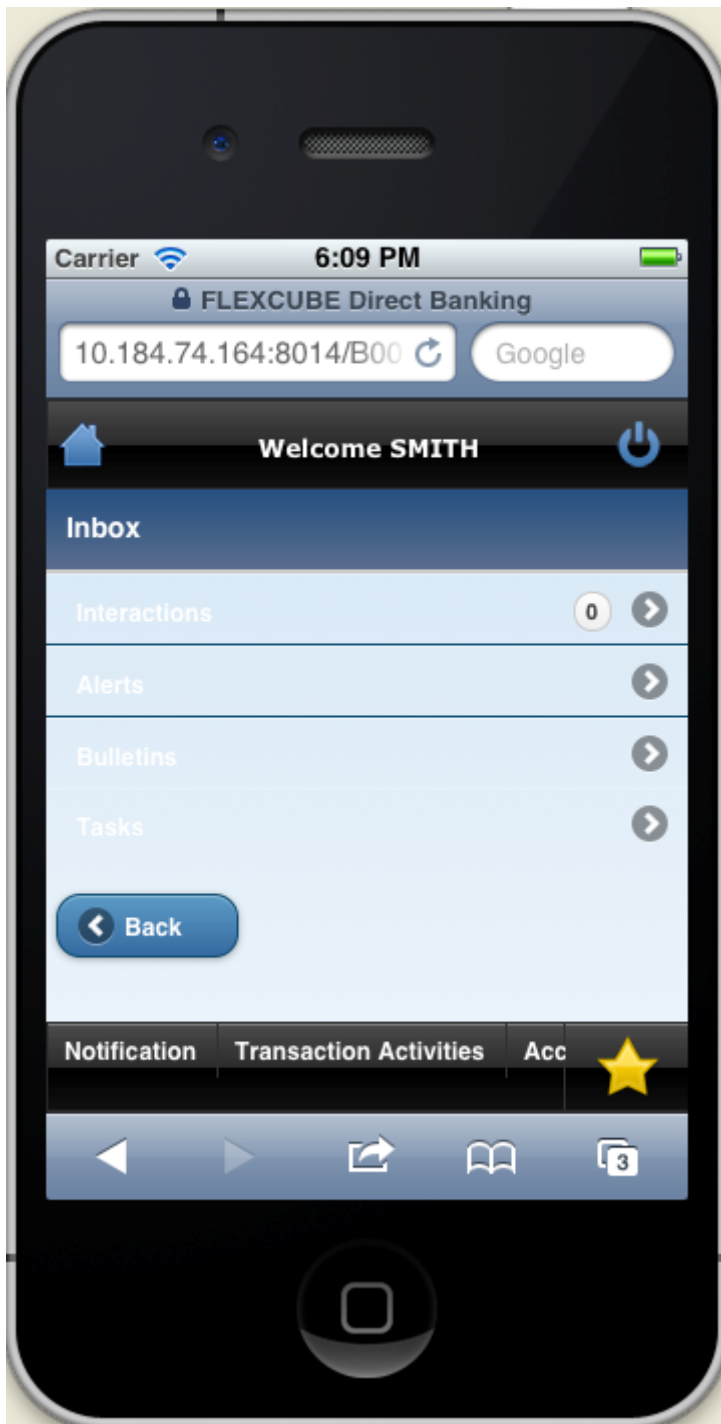 Carrier 6:09 PM
FLEXCUBE Direct Banking
10.184.74.164:8014/B00 Google
Welcome SMITH
Inbox
Interactions 0
Alerts
Bulletins
Tasks
Back
Notification Transaction Activities Acc
3